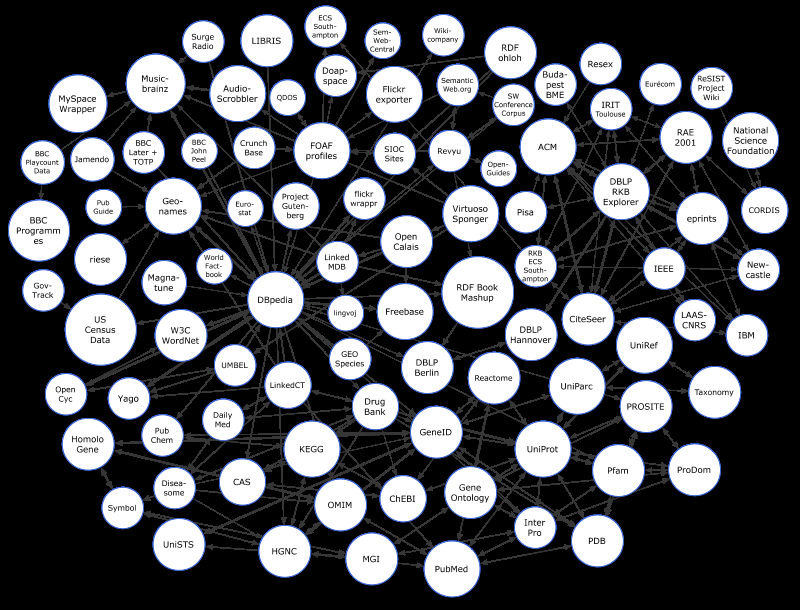 ECS
South-
ampton
Surge
Radio
LIBRIS
Sem-
Web-
Central
Wiki-
company
RDF
ohloh
Resex
Music-
brainz
Audio-
Scrobbler
QDOS
Doap-
space
Flickr
exporter
Semantic
Web.org
SW
Conference
Corpus
Buda-
pest
BME
IRIT
Toulouse
Eurécom
ReSIST
Project
Wiki
MySpace
Wrapper
BBC
Playcount
Data
Jamendo
BBC
Later +
TOTP
BBC
John
Peel
Crunch
Base
FOAF
profiles
SIOC
Sites
Revyu
Open-
Guides
ACM
RAE
2001
National
Science
Foundation
DBLP
RKB
Explorer
Pub
Guide
Geo-
names
Euro-
stat
Project
Guten-
berg
flickr
wrappr
Virtuoso
Sponger
Pisa
eprints
CORDIS
BBC
Programm
es
riese
World
Fact-
book
Linked
MDB
Open
Calais
RKB
ECS
South-
ampton
IEEE
New-
castle
Gov-
Track
Magna-
tune
DBpedia
lingvoj
Freebase
RDF Book
Mashup
US
Census
Data
W3C
WordNet
DBLP
Hannover
CiteSeer
LAAS-
CNRS
IBM
UMBEL
GEO
Species
DBLP
Berlin
UniRef
Open
Cyc
Yago
LinkedCT
Reactome
UniParc
Taxonomy
Drug
Bank
PROSITE
Daily
Med
Pub
Chem
Homolo
Gene
KEGG
GeneID
UniProt
Pfam
ProDom
Disea-
some
CAS
ChEBI
Gene
Ontology
Symbol
OMIM
Inter
Pro
UniSTS
HGNC
MGI
PubMed
PDB